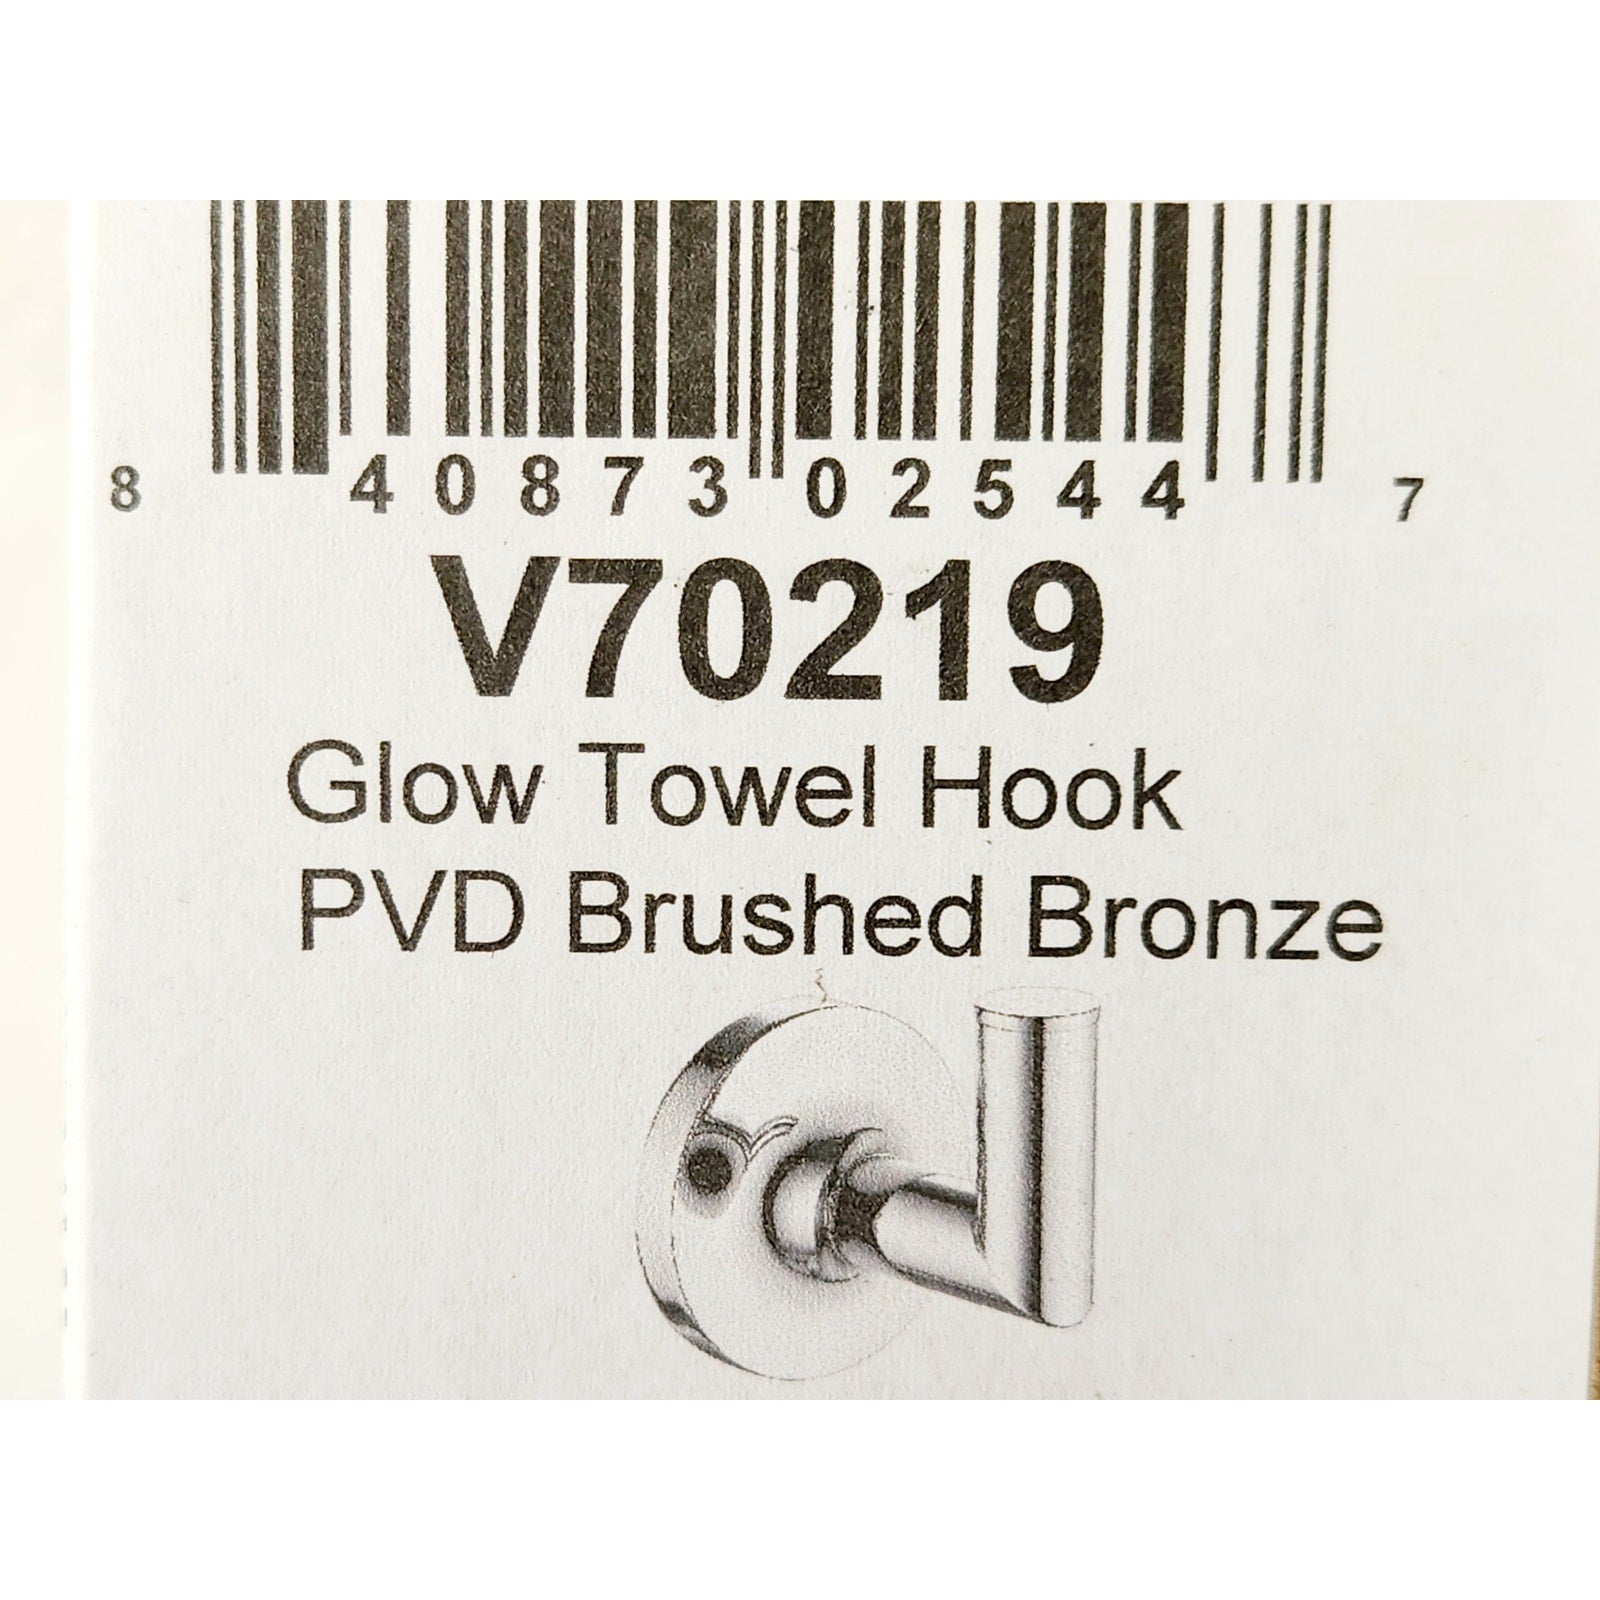 8 40873 02544 7
V70219
Glow Towel Hook
PVD Brushed Bronze